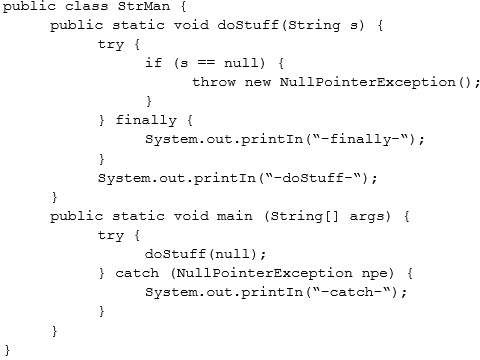 public class StrMan {
public static void doStuff(String s) {
try {
if (s == null) {
throw new NullPointerException();
}
} finally {
System.out.printIn(“-finally-“);
}
System.out.printIn(“-doStuff-“);
}
public static void main (String[] args) {
try {
doStuff(null);
} catch (NullPointerException npe) {
System.out.printIn(“-catch-“);
}
}
}